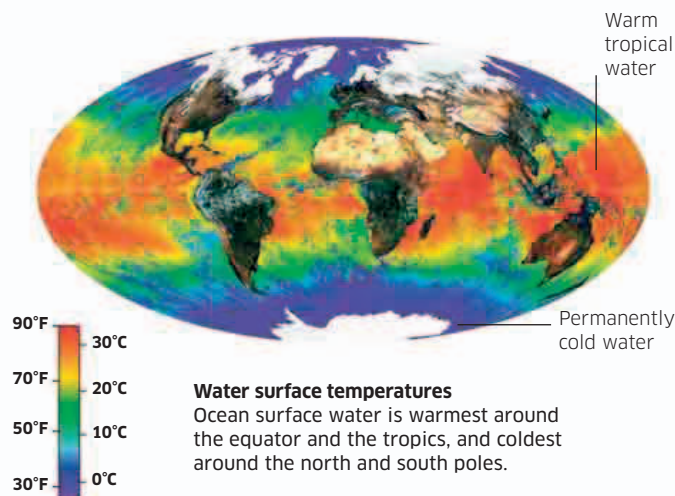 Warm
tropical
water
Permanently
cold water
90°F
30°C
70°F
20°C
50°F
10°C
30°F
0°C
Water surface temperatures
Ocean surface water is warmest around
the equator and the tropics, and coldest
around the north and south poles.